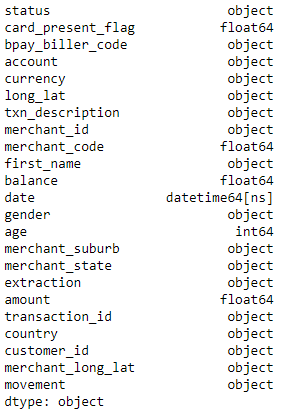 status object
card_present_flag float64
bpay_biller_code object
account object
currency object
long_lat object
txn_description object
merchant_id object
merchant_code float64
first_name object
balance float64
date datetime64[ns]
gender object
age int64
merchant_suburb object
merchant_state object
extraction object
amount float64
transaction_id object
country object
customer_id object
merchant_long_lat object
movement object
dtype: object